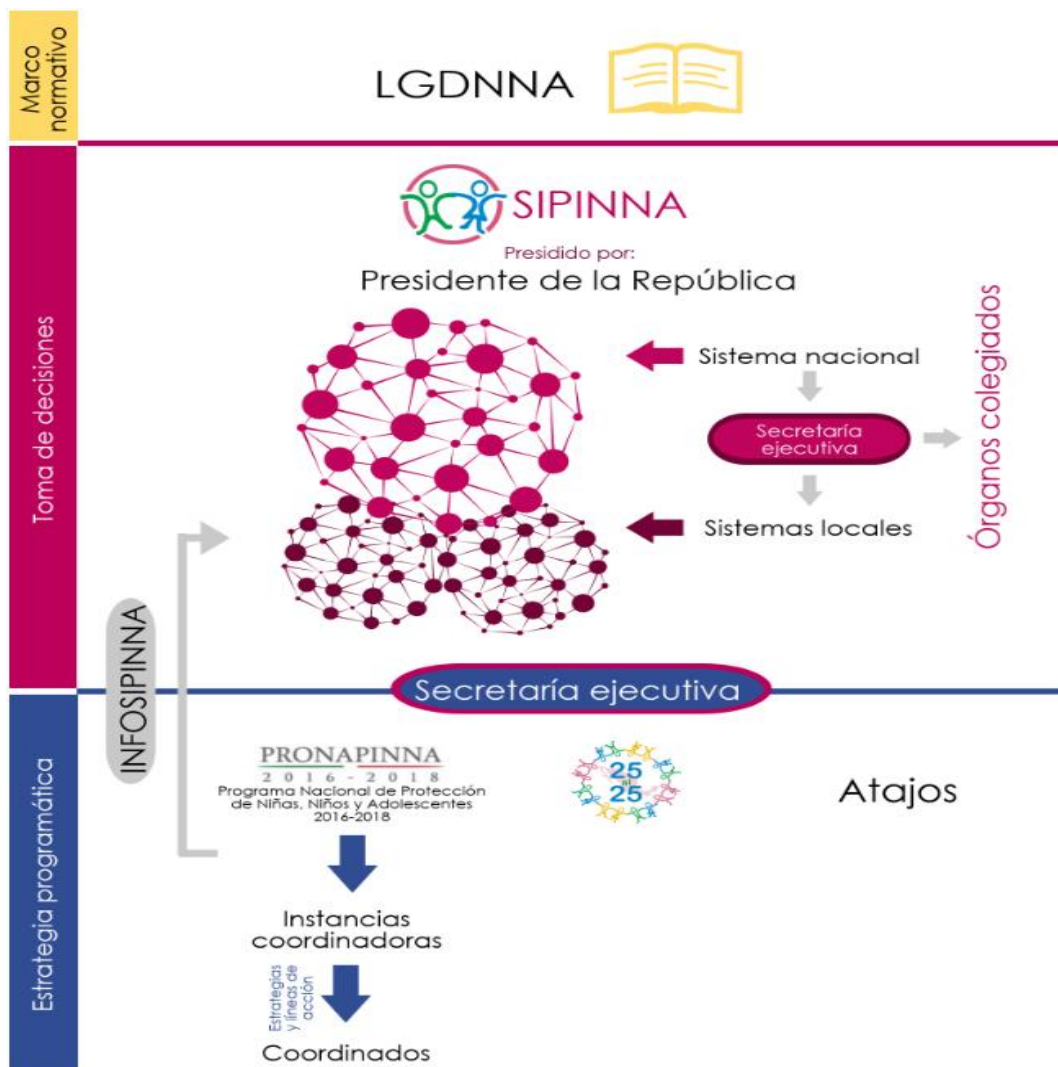 Marco
normativo
LGDNNA
Toma de decisiones
SIPINNA
Presidido por:
Presidente de la República
Sistema nacional
Secretaría
ejecutiva
Sistemas locales
Órganos colegiados
INFOSIPINNA
Secretaría ejecutiva
Estrategia programática
PRONAPINNA
2016-2018
Programa Nacional de Protección
de Niñas, Niños y Adolescentes
2016-2018
25
al
25
Atajos
Instancias
coordinadoras
Estrategias
y líneas de
acción
Coordinados